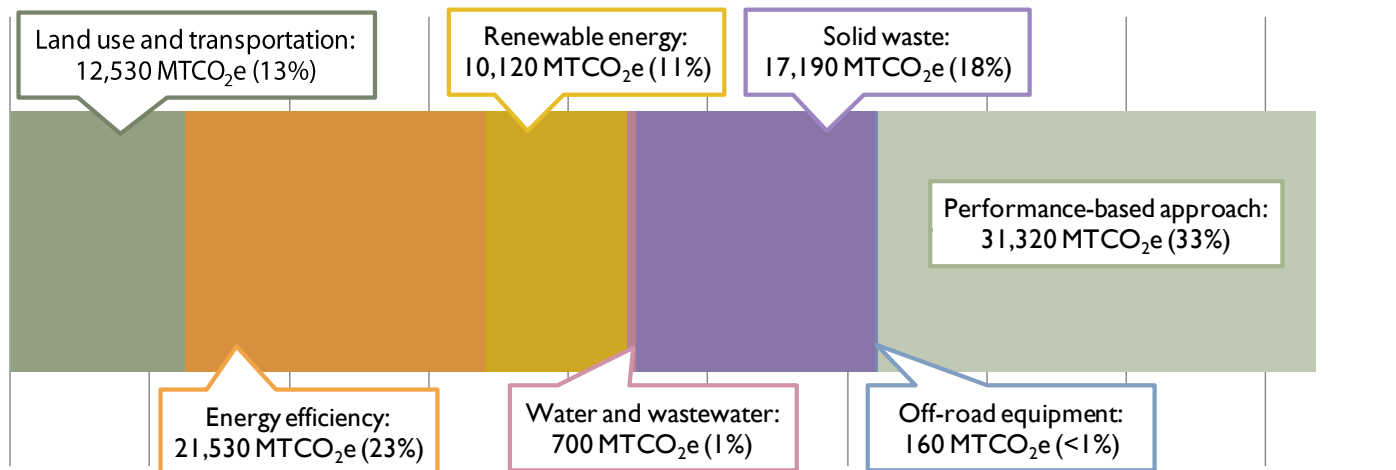 Land use and transportation:
12,530 MTCO₂e (13%)
Renewable energy:
10,120 MTCO₂e (11%)
Solid waste:
17,190 MTCO₂e (18%)
Performance-based approach:
31,320 MTCO₂e (33%)
Energy efficiency:
21,530 MTCO₂e (23%)
Water and wastewater:
700 MTCO₂e (1%)
Off-road equipment:
160 MTCO₂e (<1%)